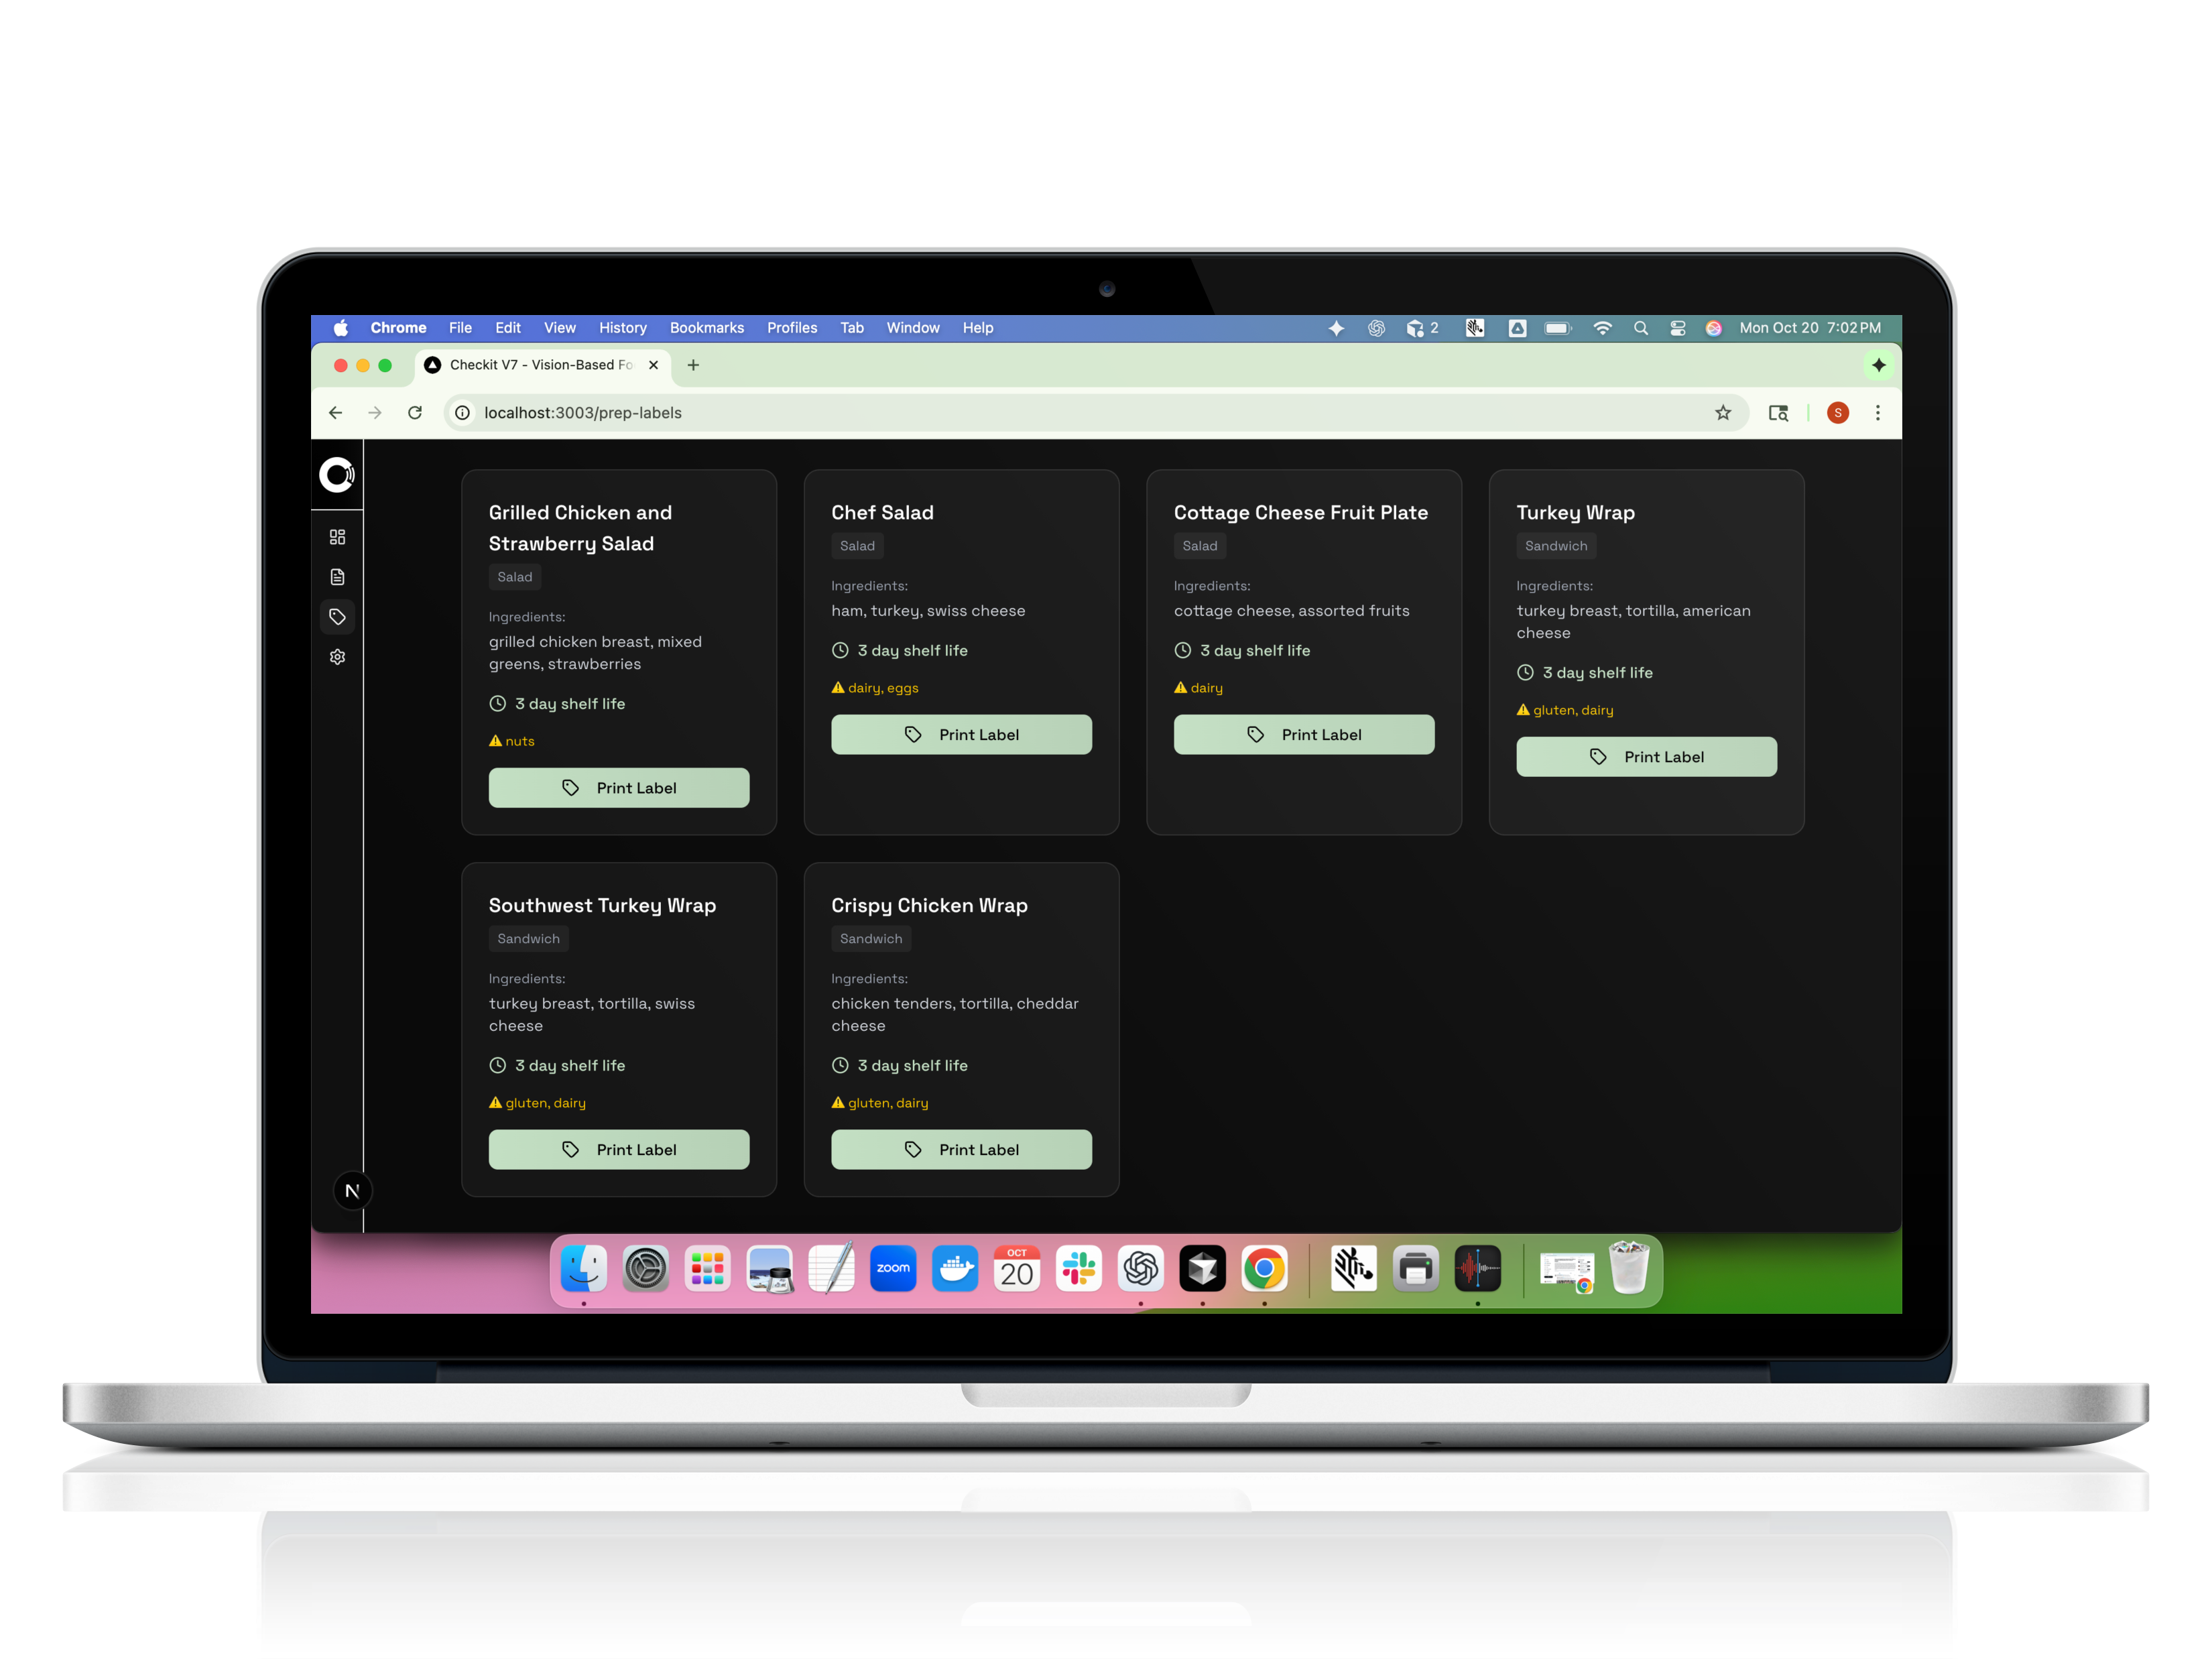 Chrome File Edit View History Bookmarks Profiles Tab Window Help
2
Mon Oct 20 7:02 PM
Checkit V7 - Vision-Based Fo
localhost:3003/prep-labels
S
Grilled Chicken and
Strawberry Salad
Salad
Ingredients:
grilled chicken breast, mixed
greens, strawberries
3 day shelf life
nuts
Print Label
Chef Salad
Salad
Ingredients:
ham, turkey, swiss cheese
3 day shelf life
dairy, eggs
Print Label
Cottage Cheese Fruit Plate
Salad
Ingredients:
cottage cheese, assorted fruits
3 day shelf life
dairy
Print Label
Turkey Wrap
Sandwich
Ingredients:
turkey breast, tortilla, american
cheese
3 day shelf life
gluten, dairy
Print Label
Southwest Turkey Wrap
Sandwich
Ingredients:
turkey breast, tortilla, swiss
cheese
3 day shelf life
gluten, dairy
Print Label
Crispy Chicken Wrap
Sandwich
Ingredients:
chicken tenders, tortilla, cheddar
cheese
3 day shelf life
gluten, dairy
Print Label
N
zoom
OCT
20